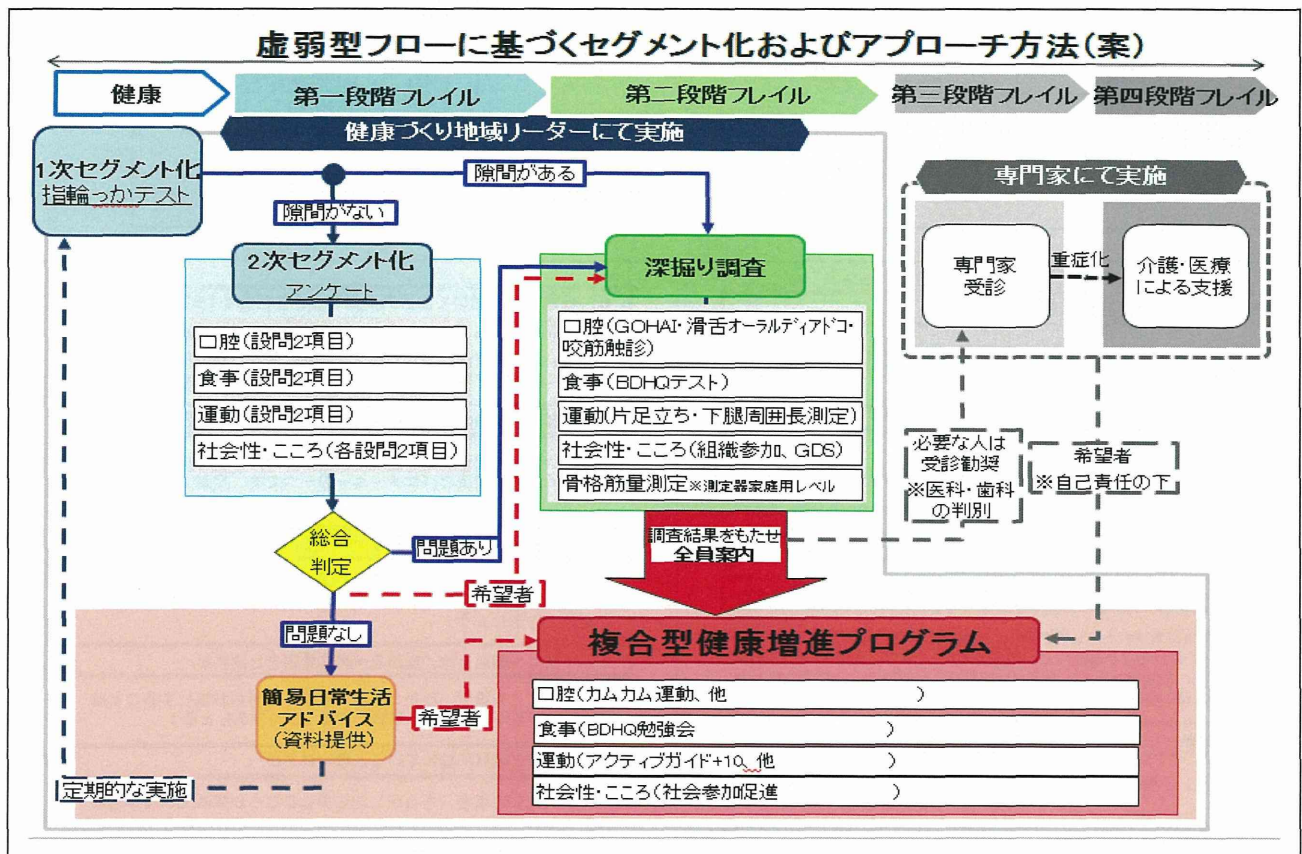 虚弱型フローに基づくセグメント化およびアプローチ方法(案)
健康
第一段階フレイル
第二段階フレイル
第三段階フレイル
第四段階フレイル
健康づくり地域リーダーにて実施
1次セグメント化
指輪っかテスト
隙間がある
隙間がない
専門家にて実施
専門家
受診
重症化
介護・医療
による支援
2次セグメント化
アンケート
口腔(設問2項目)
食事(設問2項目)
運動(設問2項目)
社会性・こころ(各設問2項目)
深掘り調査
口腔(GOHAI・滑舌オーラルディアドコ・
咬筋触診)
食事(BDHQテスト)
運動(片足立ち・下腿周囲長測定)
社会性・こころ(組織参加、GDS)
骨格筋量測定※測定器家庭用レベル
必要な人は
受診勧奨
※医科・歯科
の判別
希望者
※自己責任の下
総合
判定
問題あり
希望者
調査結果をもたせ
全員案内
問題なし
簡易日常生活
アドバイス
(資料提供)
希望者
定期的な実施
複合型健康増進プログラム
口腔(カムカム運動、他 )
食事(BDHQ勉強会 )
運動(アクティブガイド+10、他 )
社会性・こころ(社会参加促進 )